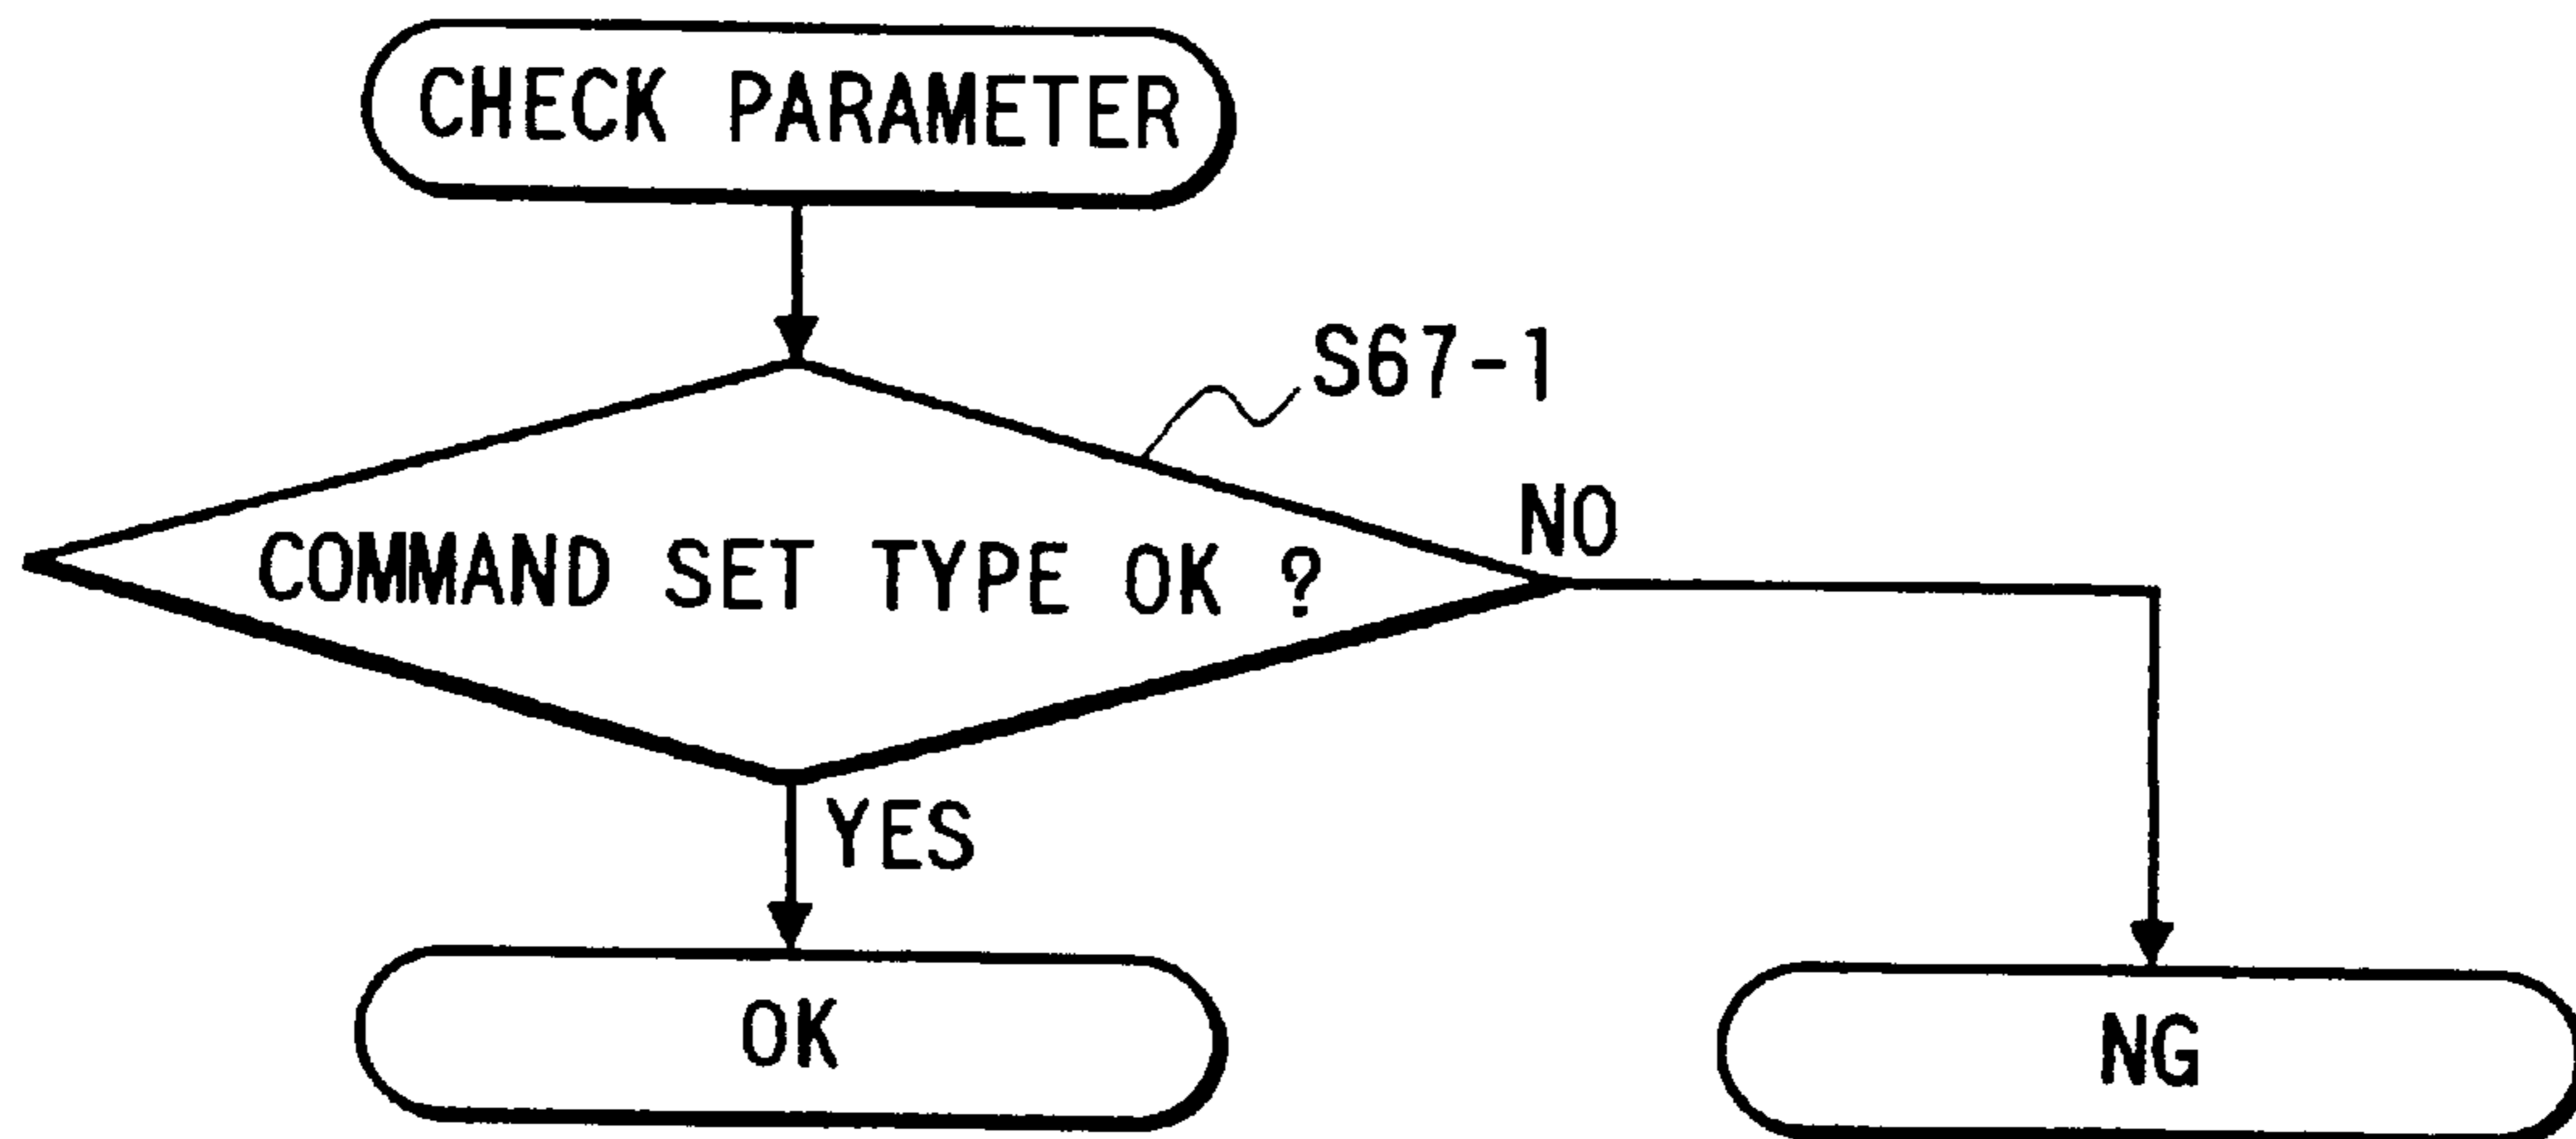 CHECK PARAMETER
S67-1
NO
COMMAND SET TYPE OK ?
YES
OK
NG